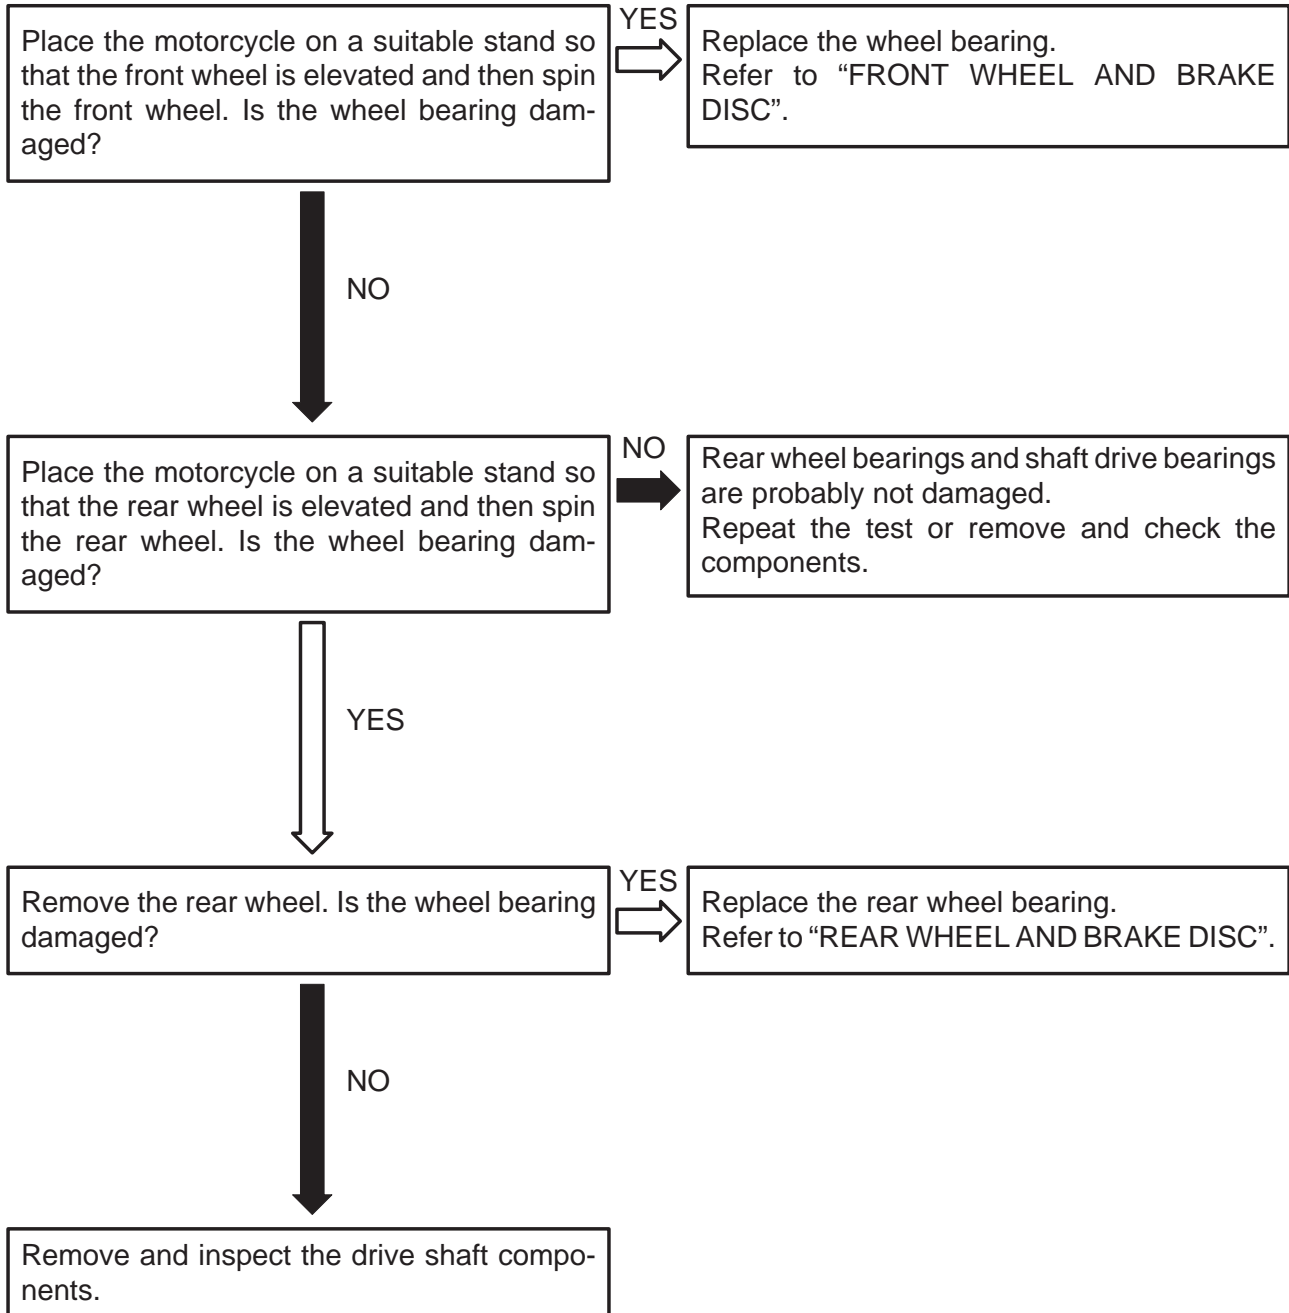 Place the motorcycle on a suitable stand so
that the front wheel is elevated and then spin
the front wheel. Is the wheel bearing dam-
aged?
YES
Replace the wheel bearing.
Refer to “FRONT WHEEL AND BRAKE
DISC”.
NO
Place the motorcycle on a suitable stand so
that the rear wheel is elevated and then spin
the rear wheel. Is the wheel bearing dam-
aged?
NO
Rear wheel bearings and shaft drive bearings
are probably not damaged.
Repeat the test or remove and check the
components.
YES
Remove the rear wheel. Is the wheel bearing
damaged?
YES
Replace the rear wheel bearing.
Refer to “REAR WHEEL AND BRAKE DISC”.
NO
Remove and inspect the drive shaft compo-
nents.